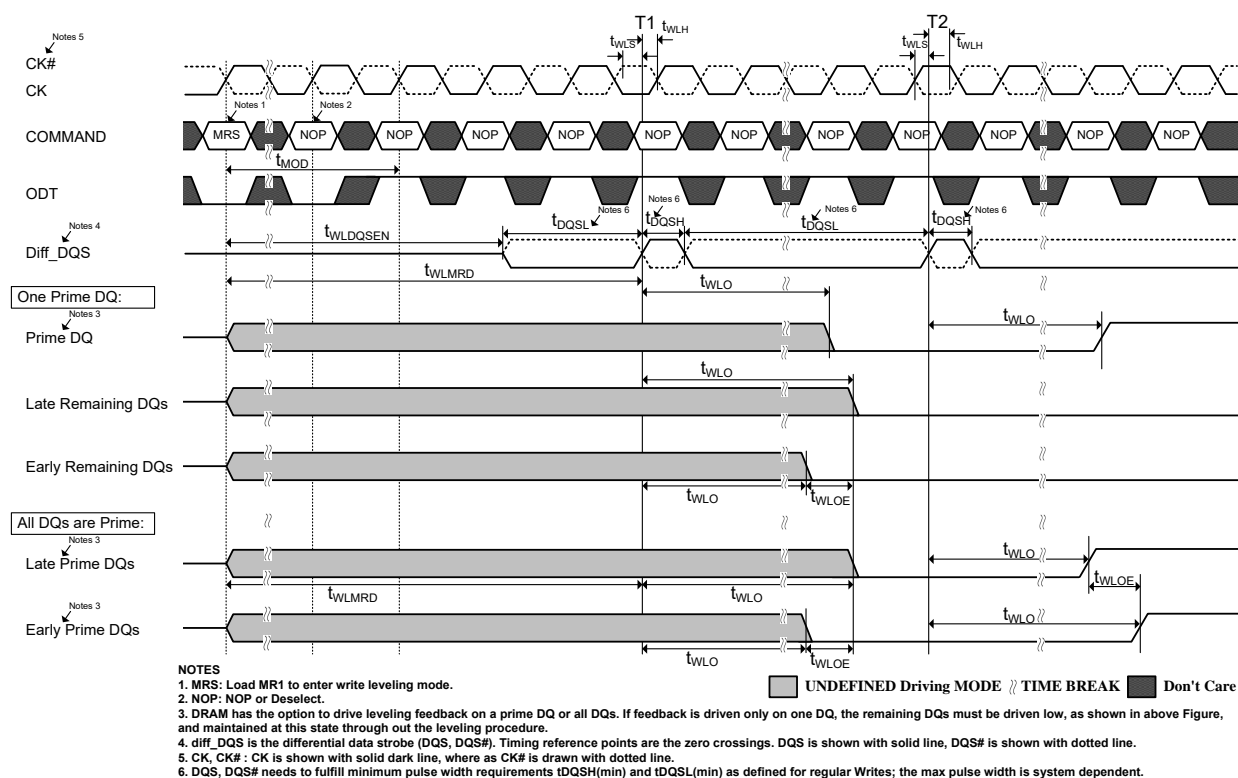 T1 T2
tWLS tWLH tWLS tWLH
Notes 5
CK#
CK
Notes 1 Notes 2
COMMAND MRS NOP NOP NOP NOP NOP NOP NOP NOP NOP NOP NOP
tMOD
ODT
Notes 6 Notes 6 Notes 6 Notes 6
tDQSL tDQSH tDQSL tDQSH
Notes 4
tWLDQSEN
Diff_DQS
tWLMRD
tWLO
One Prime DQ:
tWLO
Notes 3
Prime DQ
tWLO
Late Remaining DQs
Early Remaining DQs
tWLO tWLOE
All DQs are Prime:
Notes 3
tWLO
Late Prime DQs
tWLOE
tWLMRD tWLO
Notes 3
tWLO
Early Prime DQs
tWLO tWLOE
NOTES
1. MRS: Load MR1 to enter write leveling mode.
UNDEFINED Driving MODE TIME BREAK Don't Care
2. NOP: NOP or Deselect.
3. DRAM has the option to drive leveling feedback on a prime DQ or all DQs. If feedback is driven only on one DQ, the remaining DQs must be driven low, as shown in above Figure,
and maintained at this state through out the leveling procedure.
4. diff_DQS is the differential data strobe (DQS, DQS#). Timing reference points are the zero crossings. DQS is shown with solid line, DQS# is shown with dotted line.
5. CK, CK# : CK is shown with solid dark line, where as CK# is drawn with dotted line.
6. DQS, DQS# needs to fulfill minimum pulse width requirements tDQSH(min) and tDQSL(min) as defined for regular Writes; the max pulse width is system dependent.